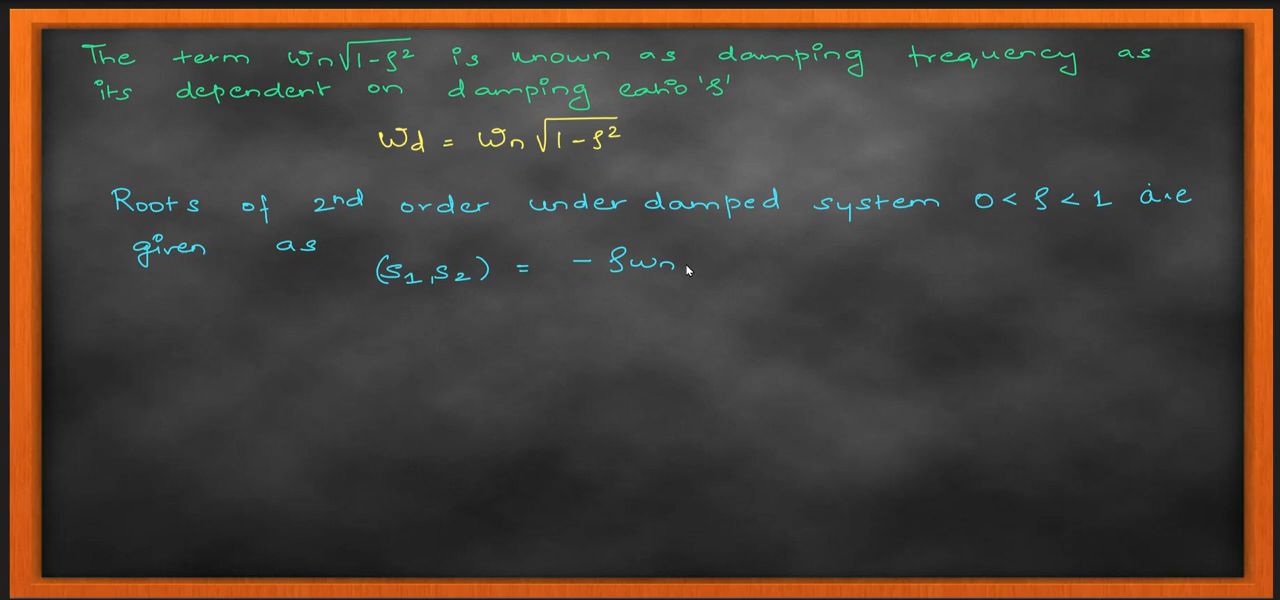 The term ωn√1-ξ² is known as damping frequency as
its dependent on damping ratio 'ξ'
ωd = ωn√1-ξ²
Roots of 2nd order under damped system 0 < ξ < 1 are
given as
(s1,s2) = - ξωn